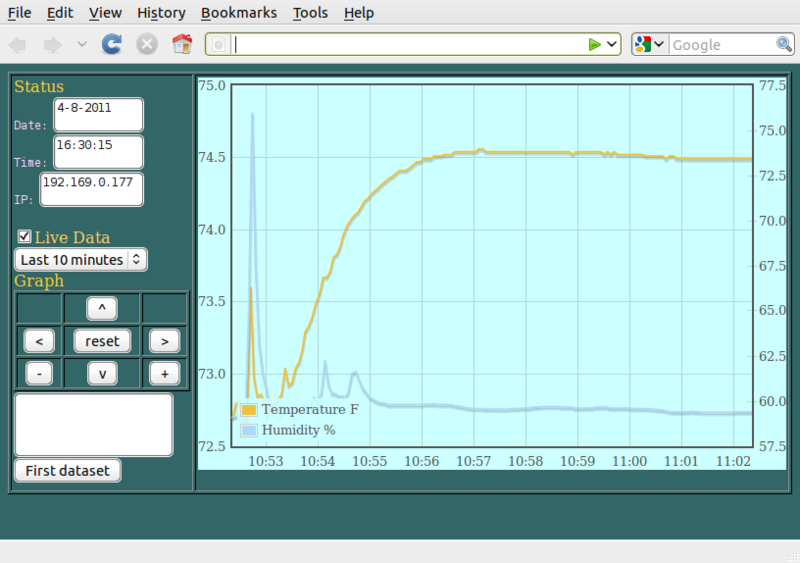 File Edit View History Bookmarks Tools Help
Google
Status
Date: 4-8-2011
Time: 16:30:15
IP: 192.169.0.177
Live Data
Last 10 minutes
Graph
^
< reset >
- v +
First dataset
75.0
74.5
74.0
73.5
73.0
72.5
77.5
75.0
72.5
70.0
67.5
65.0
62.5
60.0
57.5
Temperature F
Humidity %
10:53 10:54 10:55 10:56 10:57 10:58 10:59 11:00 11:01 11:02